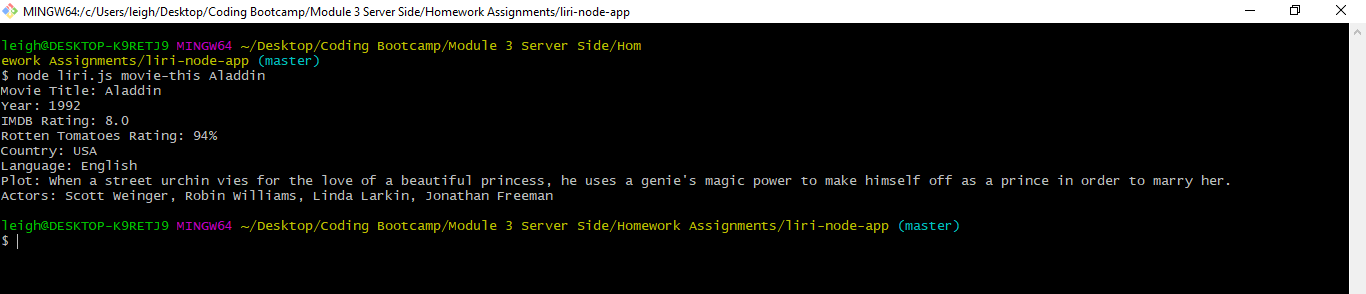 MINGW64:/c/Users/leigh/Desktop/Coding Bootcamp/Module 3 Server Side/Homework Assignments/liri-node-app
leigh@DESKTOP-K9RETJ9 MINGW64 ~/Desktop/Coding Bootcamp/Module 3 Server Side/Hom
ework Assignments/liri-node-app (master)
$ node liri.js movie-this Aladdin
Movie Title: Aladdin
Year: 1992
IMDB Rating: 8.0
Rotten Tomatoes Rating: 94%
Country: USA
Language: English
Plot: When a street urchin vies for the love of a beautiful princess, he uses a genie's magic power to make himself off as a prince in order to marry her.
Actors: Scott Weinger, Robin Williams, Linda Larkin, Jonathan Freeman
leigh@DESKTOP-K9RETJ9 MINGW64 ~/Desktop/Coding Bootcamp/Module 3 Server Side/Homework Assignments/liri-node-app (master)
$